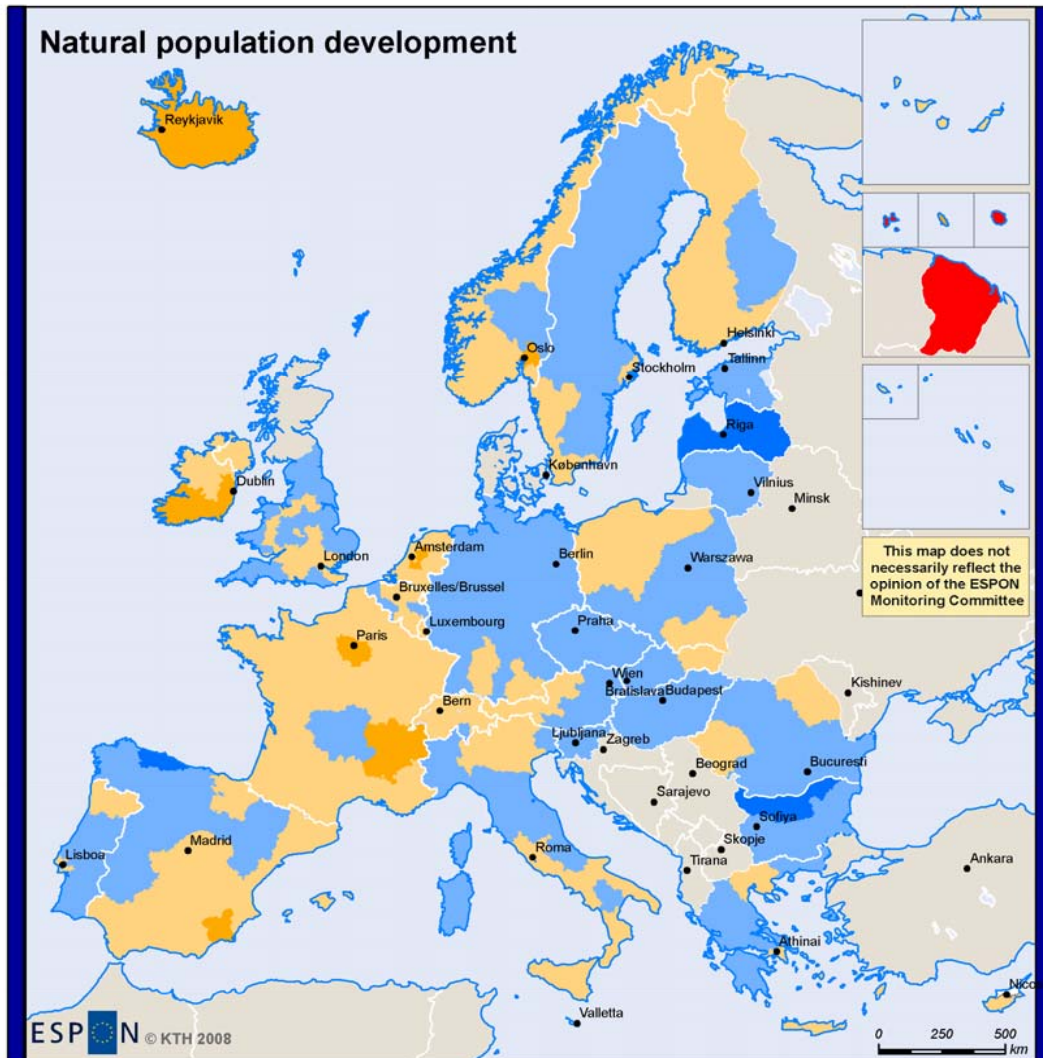 Natural population development
Reykjavik
Oslo
Helsinki
Tallinn
Stockholm
Riga
København
Vilnius
Minsk
Dublin
London
Amsterdam
Berlin
Warszawa
Bruxelles/Brussel
Luxembourg
Praha
Paris
Wien
Bratislava
Budapest
Kishinev
Bern
Ljubljana
Zagreb
Beograd
Bucuresti
Sarajevo
Sofiya
Skopje
Tirana
Madrid
Lisboa
Roma
Ankara
Athinai
Valletta
This map does not
necessarily reflect the
opinion of the ESPON
Monitoring Committee
ESPON © KTH 2008
0 250 500
km